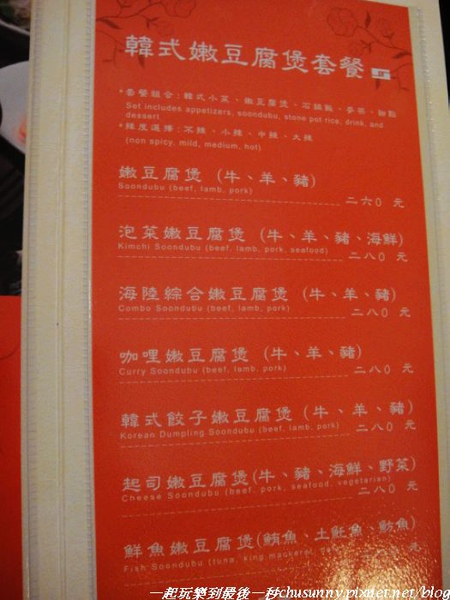 韓式嫩豆腐煲套餐
*套餐組合:韓式小菜、嫩豆腐煲、石鍋飯、麥茶、甜點
Set includes appetizers, soondubu, stone pot rice, drink, and
dessert
*辣度選擇:不辣、小辣、中辣、大辣
(non spicy, mild, medium, hot)
嫩豆腐煲 (牛、羊、豬)
Soondubu (beef, lamb, pork)
二六0 元
泡菜嫩豆腐煲 (牛、羊、豬、海鮮)
Kimchi Soondubu (beef, lamb, pork, seafood)
二八0 元
海陸綜合嫩豆腐煲 (牛、羊、豬)
Combo Soondubu (beef, lamb, pork)
二八0 元
咖哩嫩豆腐煲 (牛、羊、豬)
Curry Soondubu (beef, lamb, pork)
二八0 元
韓式餃子嫩豆腐煲 (牛、羊、豬)
Korean Dumpling Soondubu (beef, lamb, pork)
二八0 元
起司嫩豆腐煲(牛、豬、海鮮、野菜)
Cheese Soondubu (beef, pork, seafood, vegetarian)
二八0 元
鮮魚嫩豆腐煲(鮪魚、土魠魚、魴魚)
Fish Soondubu (tuna, king mackerel,
一起玩樂到最後一秒chusunny.pixnet.net/blog